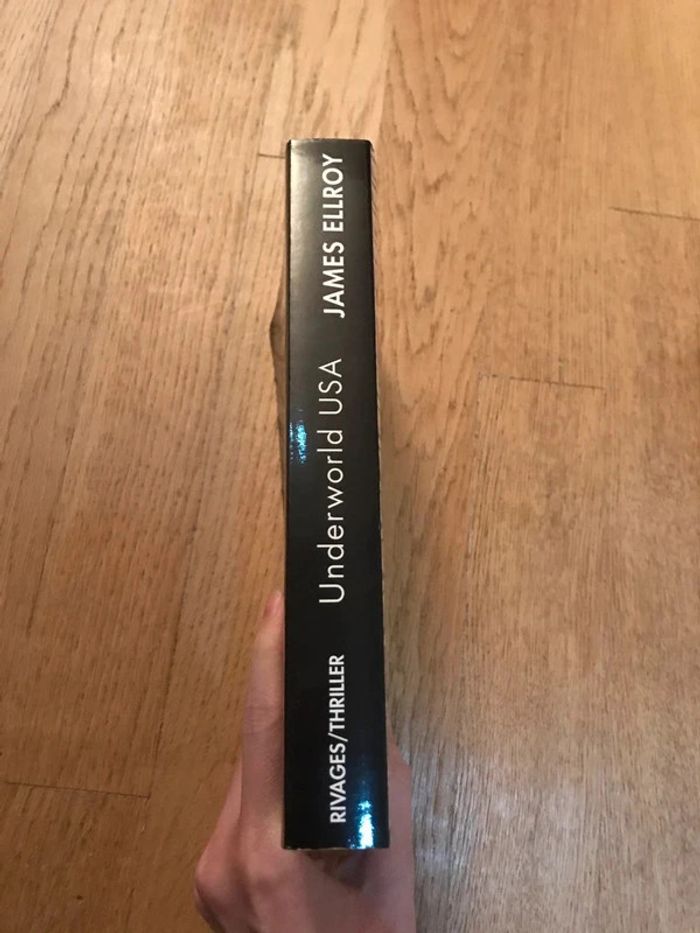 JAMES ELLROY
Underworld USA
RIVAGES/THRILLER